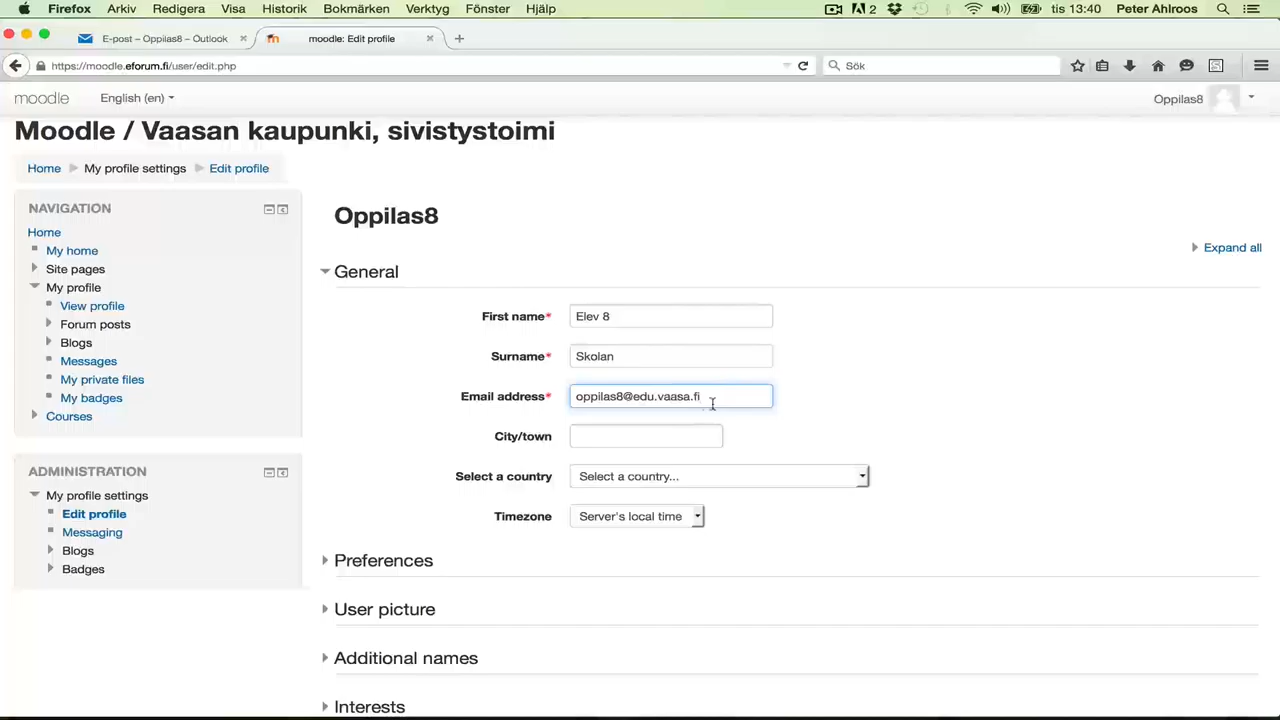 Firefox Arkiv Redigera Visa Historik Bokmärken Verktyg Fönster Hjälp 2 tis 13:40 Peter Ahlroos
E-post – Oppilas8 – Outlook moodle: Edit profile
https://moodle.eforum.fi/user/edit.php Sök
moodle English (en) Oppilas8
Moodle / Vaasan kaupunki, sivistystoimi
Home My profile settings Edit profile
NAVIGATION
Home
My home
Site pages
My profile
View profile
Forum posts
Blogs
Messages
My private files
My badges
Courses
ADMINISTRATION
My profile settings
Edit profile
Messaging
Blogs
Badges
Oppilas8
Expand all
General
First name* Elev 8
Surname* Skolan
Email address* oppilas8@edu.vaasa.fi
City/town
Select a country Select a country...
Timezone Server's local time
Preferences
User picture
Additional names
Interests